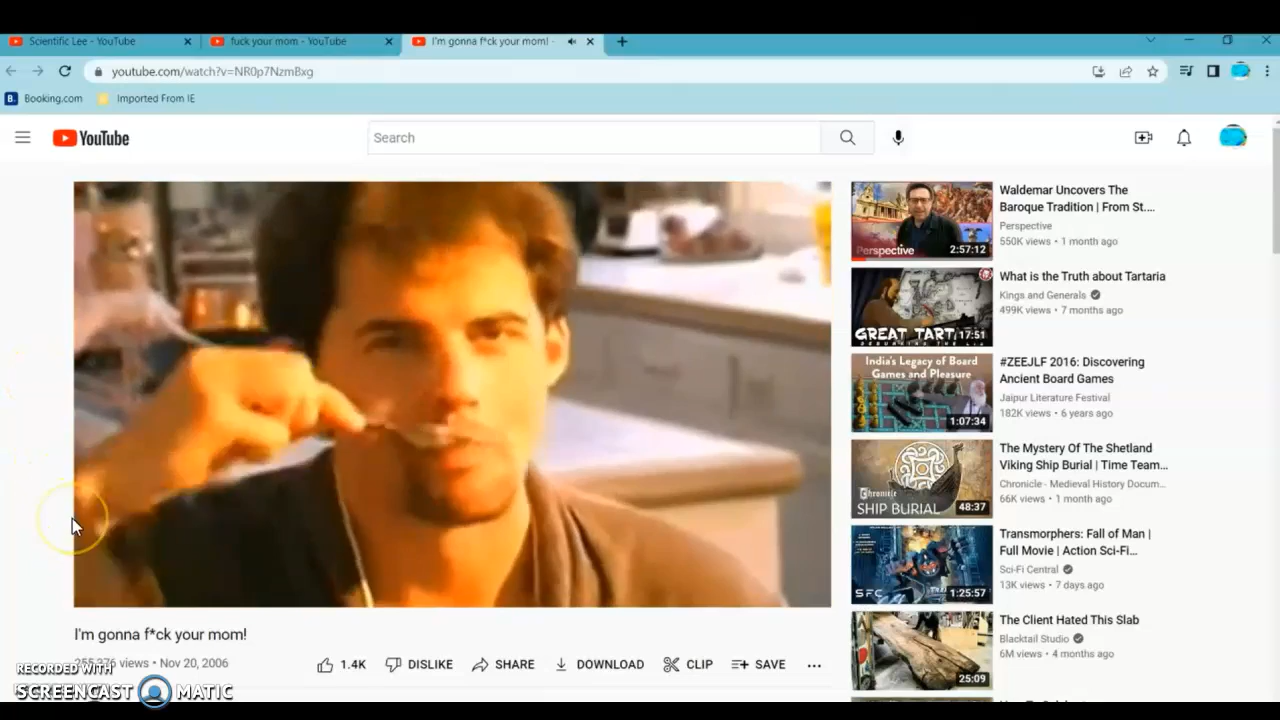 Scientific Lee - YouTube
fuck your mom - YouTube
I'm gonna f*ck your mom! -
youtube.com/watch?v=NR0p7NzmBxg
B. Booking.com
Imported From IE
YouTube
Search
Perspective
2:57:12
Waldemar Uncovers The
Baroque Tradition | From St....
Perspective
550K views • 1 month ago
GREAT TART
17:51
What is the Truth about Tartaria
Kings and Generals
499K views • 7 months ago
India's Legacy of Board
Games and Pleasure
1:07:34
#ZEEJLF 2016: Discovering
Ancient Board Games
Jaipur Literature Festival
182K views • 6 years ago
Chronicle
SHIP BURIAL
48:37
The Mystery Of The Shetland
Viking Ship Burial | Time Team...
Chronicle - Medieval History Docum...
66K views • 1 month ago
SFC
1:25:57
Transmorphers: Fall of Man |
Full Movie | Action Sci-Fi...
Sci-Fi Central
13K views • 7 days ago
25:09
The Client Hated This Slab
Blacktail Studio
6M views • 4 months ago
I'm gonna f*ck your mom!
views • Nov 20, 2006
1.4K
DISLIKE
SHARE
DOWNLOAD
CLIP
SAVE
RECORDED WITH
SCREENCAST MATIC